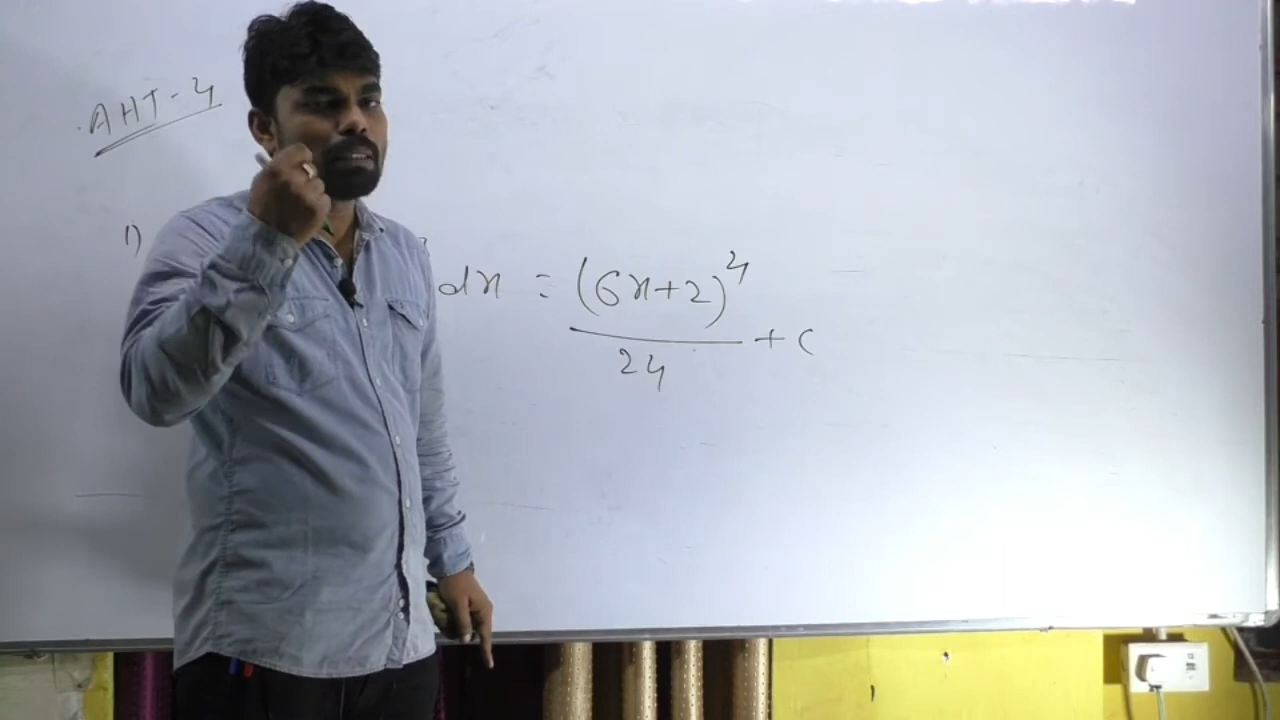 AHT-4
1)
dx = (6x+2)^4
24 + c